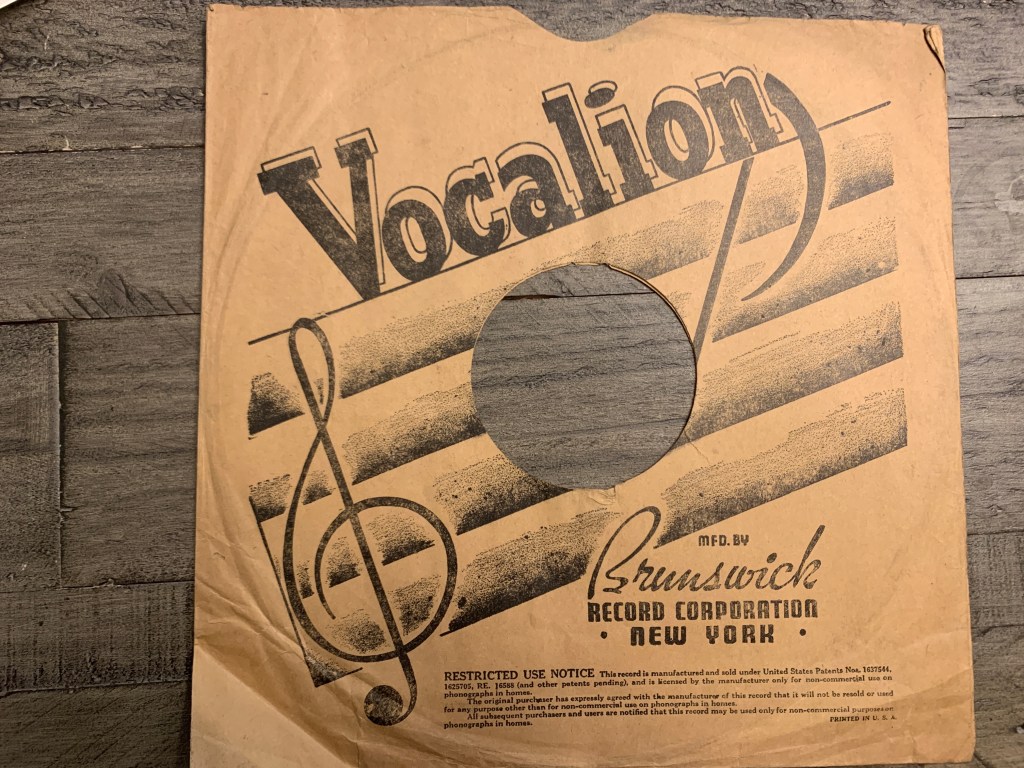 Vocalion
MFD. BY
Brunswick
RECORD CORPORATION
• NEW YORK •
RESTRICTED USE NOTICE This record is manufactured and sold under United States Patents Nos. 1637544,
1625705, RE. 16588 (and other patents pending), and is licensed by the manufacturer only for non-commercial use on
phonographs in homes.
The original purchaser has expressly agreed with the manufacturer of this record that it will not be resold or used
for any purpose other than for non-commercial use on phonographs in homes.
All subsequent purchasers and users are notified that this record may be used only for non-commercial purposes on
phonographs in homes.
PRINTED IN U. S. A.